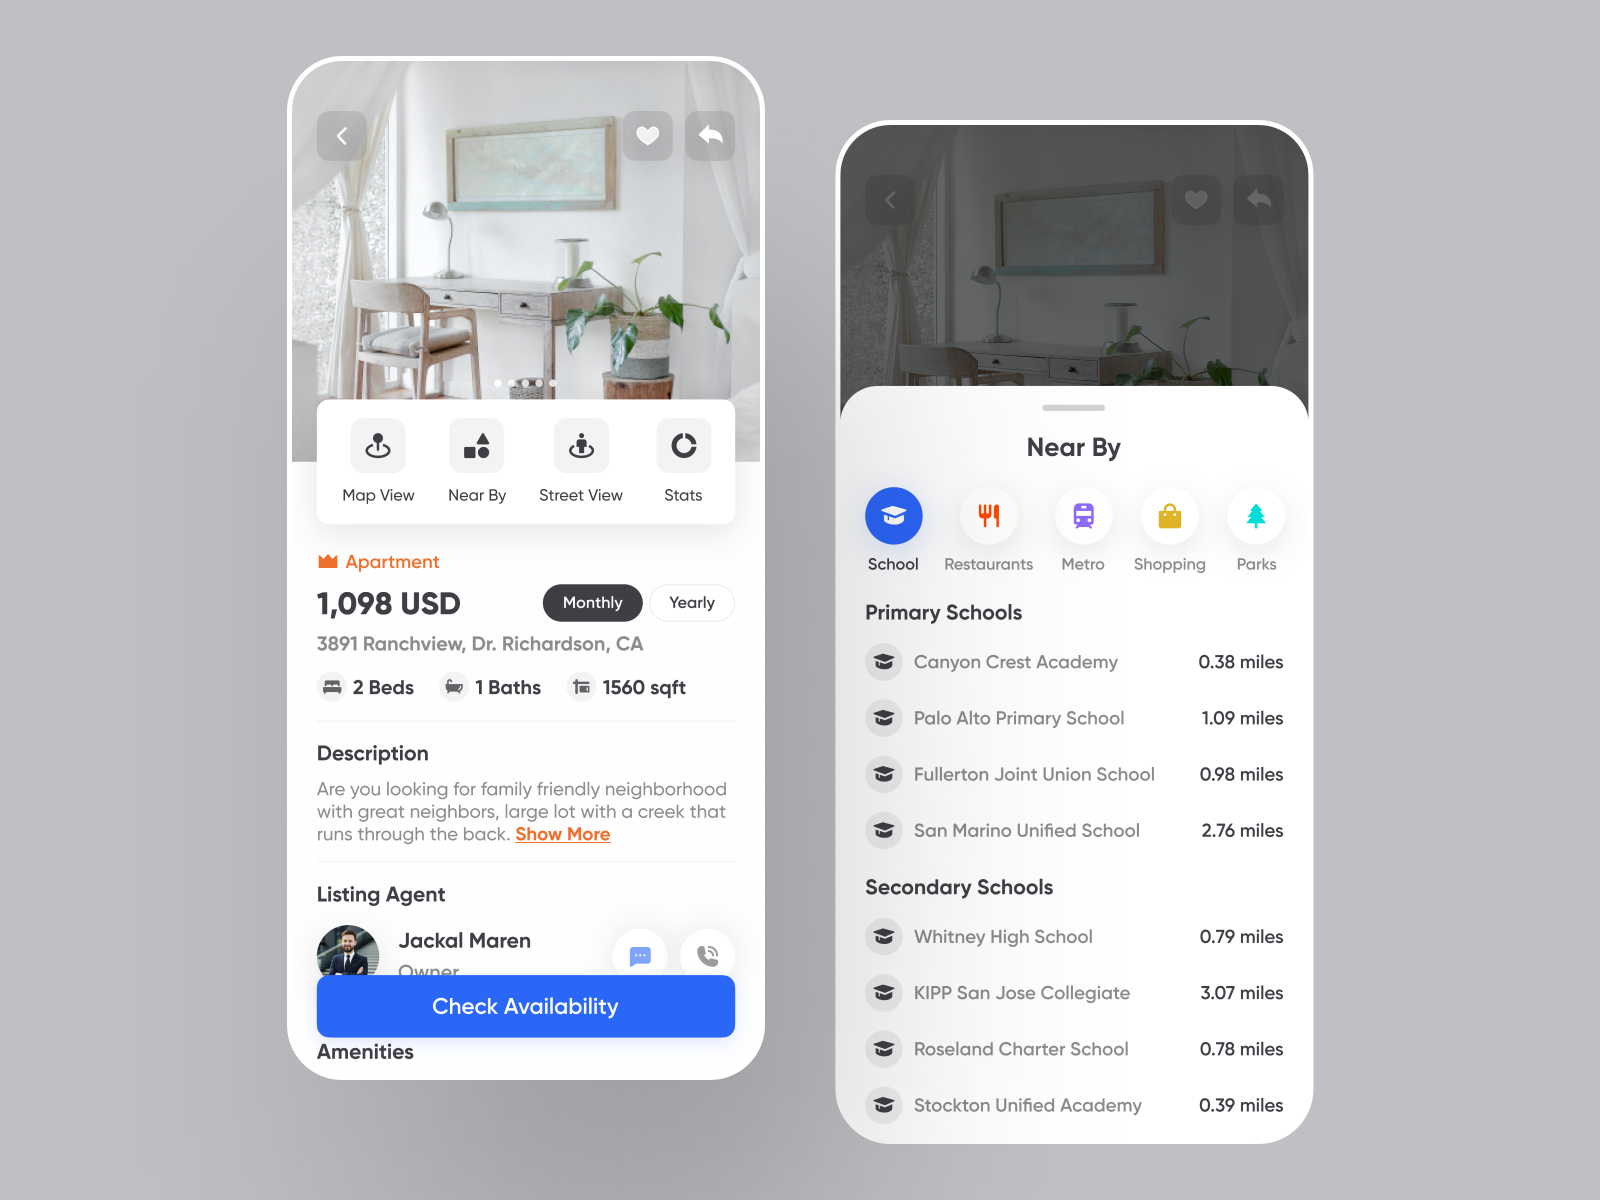 Map View
Near By
Street View
Stats
Apartment
1,098 USD
Monthly
Yearly
3891 Ranchview, Dr. Richardson, CA
2 Beds
1 Baths
1560 sqft
Description
Are you looking for family friendly neighborhood
with great neighbors, large lot with a creek that
runs through the back. Show More
Listing Agent
Jackal Maren
Owner
Check Availability
Amenities
Near By
School
Restaurants
Metro
Shopping
Parks
Primary Schools
Canyon Crest Academy 0.38 miles
Palo Alto Primary School 1.09 miles
Fullerton Joint Union School 0.98 miles
San Marino Unified School 2.76 miles
Secondary Schools
Whitney High School 0.79 miles
KIPP San Jose Collegiate 3.07 miles
Roseland Charter School 0.78 miles
Stockton Unified Academy 0.39 miles